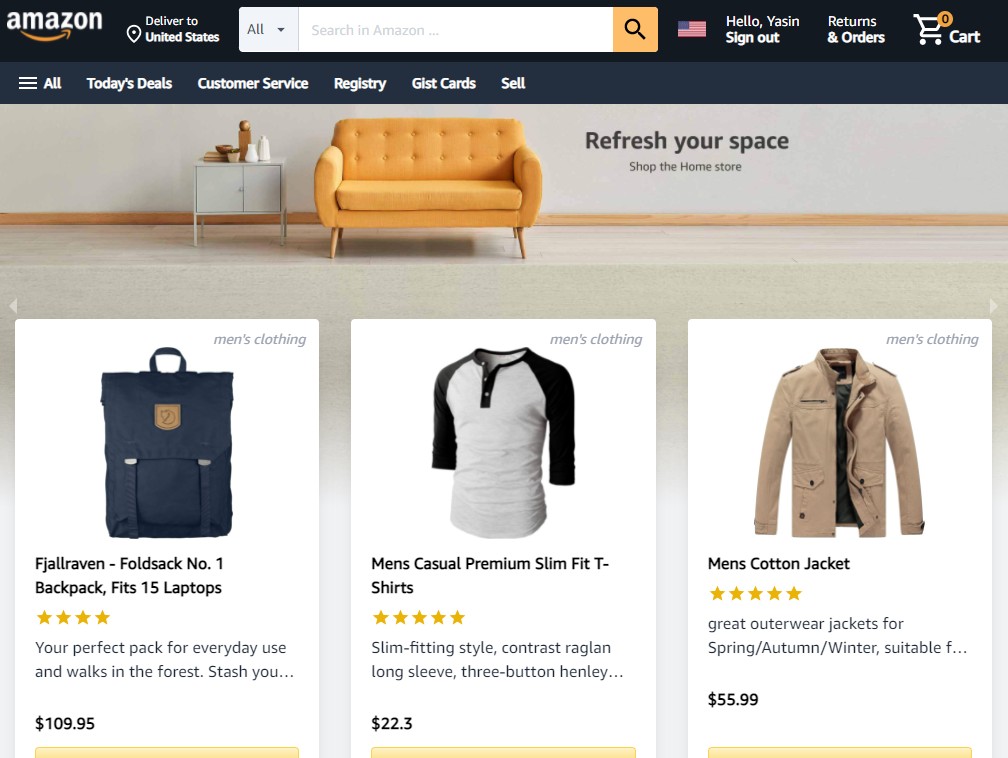 amazon
Deliver to
United States
All
Search in Amazon ...
Hello, Yasin
Sign out
Returns
& Orders
0
Cart
All
Today's Deals
Customer Service
Registry
Gist Cards
Sell
Refresh your space
Shop the Home store
men's clothing
Fjallraven - Foldsack No. 1
Backpack, Fits 15 Laptops
Your perfect pack for everyday use
and walks in the forest. Stash you...
$109.95
men's clothing
Mens Casual Premium Slim Fit T-
Shirts
Slim-fitting style, contrast raglan
long sleeve, three-button henley...
$22.3
men's clothing
Mens Cotton Jacket
great outerwear jackets for
Spring/Autumn/Winter, suitable f...
$55.99